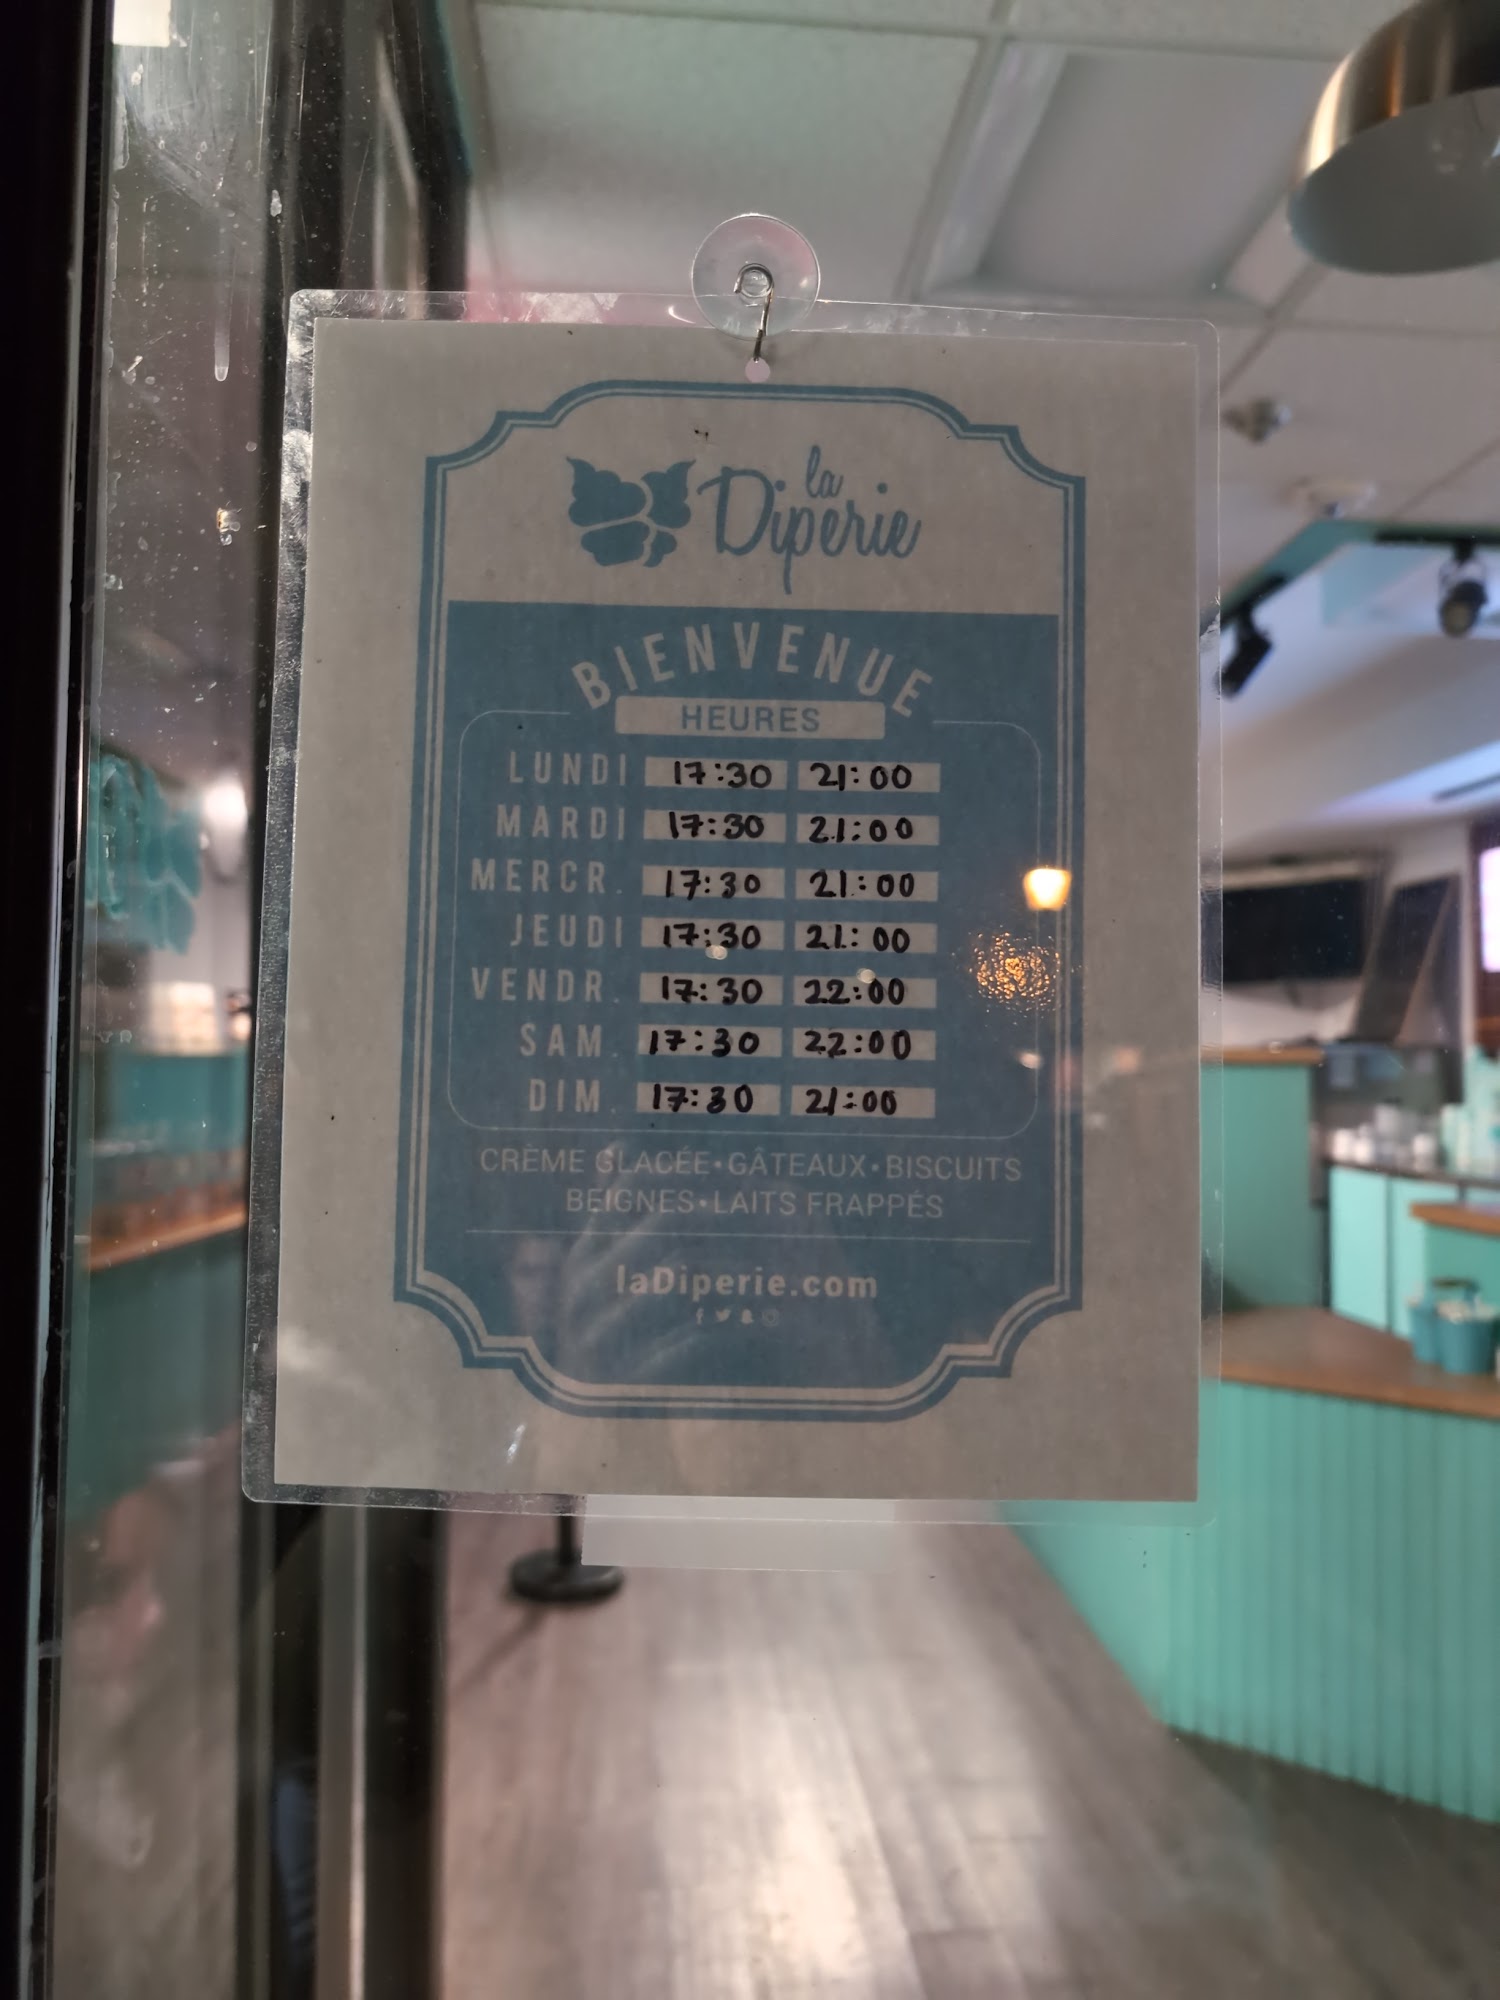 la
Diperie
BIENVENUE
HEURES
LUNDI 17:30 21:00
MARDI 17:30 21:00
MERCR. 17:30 21:00
JEUDI 17:30 21:00
VENDR. 17:30 22:00
SAM. 17:30 22:00
DIM. 17:30 21:00
CRÈME GLACÉE•GÂTEAUX•BISCUITS
BEIGNES•LAITS FRAPPÉS
laDiperie.com